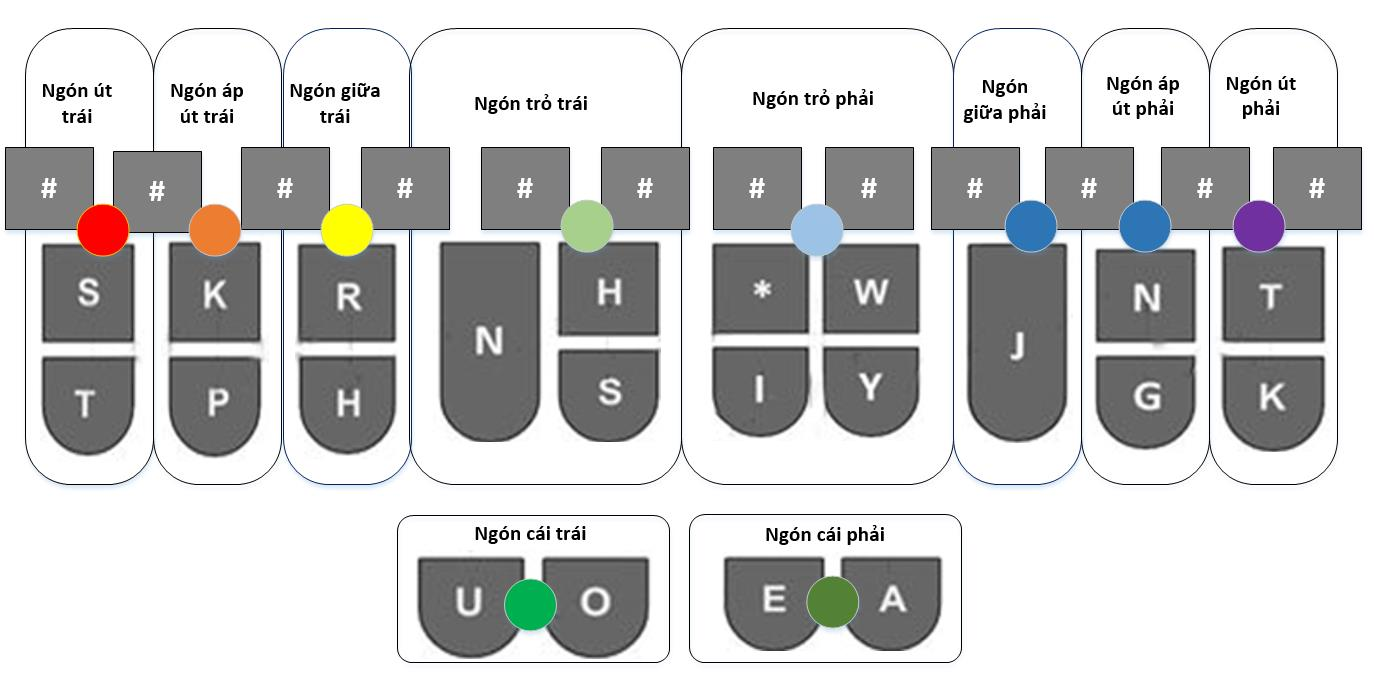 Ngón út
trái
Ngón áp
út trái
Ngón giữa
trái
Ngón trỏ trái
Ngón trỏ phải
Ngón
giữa phải
Ngón áp
út phải
Ngón út
phải
# # # # # # # # # # # #
S K R N H * W J N T
T P H S I Y G K
Ngón cái trái
Ngón cái phải
U O E A